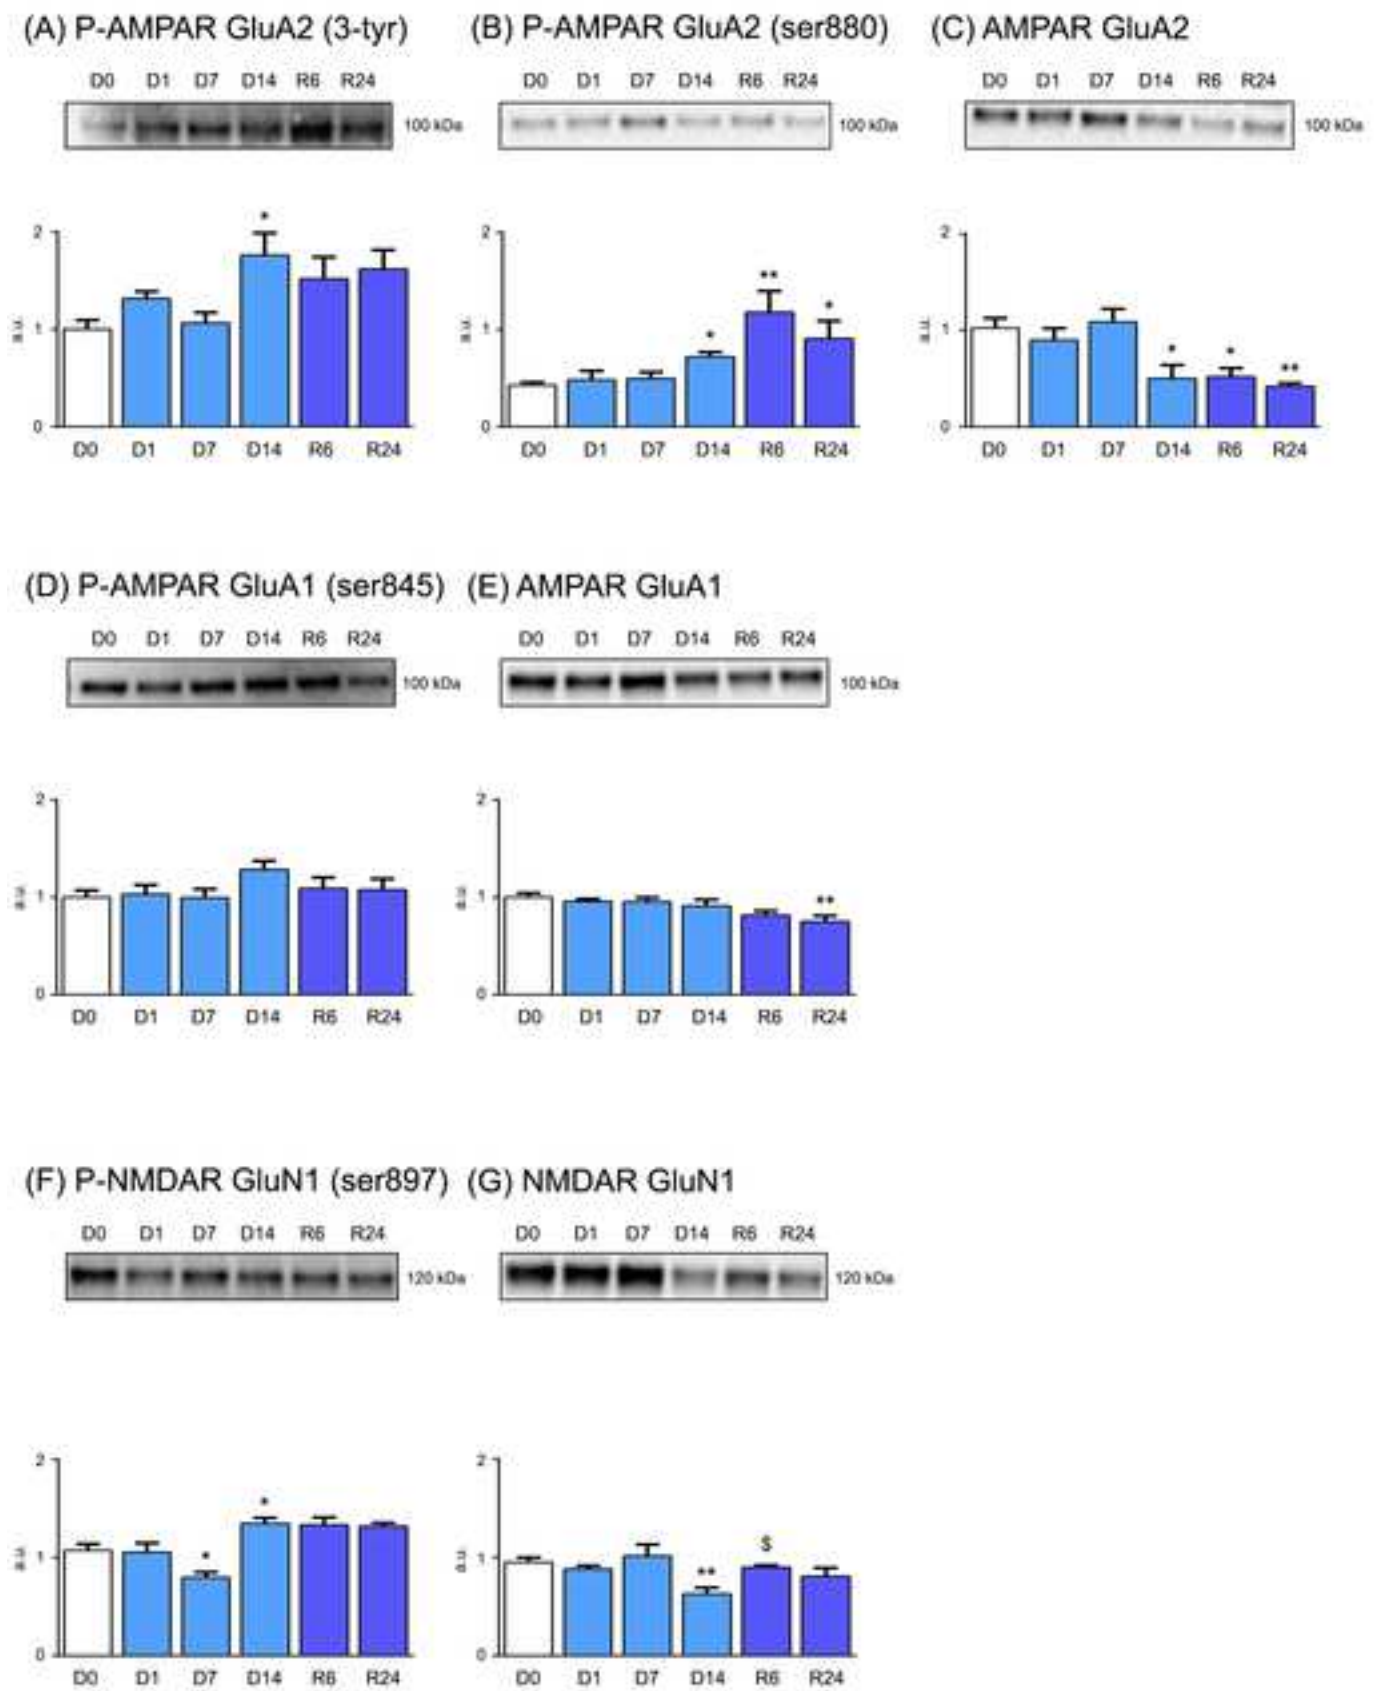 (A) P-AMPAR GluA2 (3-tyr) (B) P-AMPAR GluA2 (ser880) (C) AMPAR GluA2
D0 D1 D7 D14 R6 R24 D0 D1 D7 D14 R6 R24 D0 D1 D7 D14 R6 R24
100 kDa 100 kDa 100 kDa
* ** * * * **
2 2 2
1 1 1
a.u. a.u. a.u.
0 0 0
D0 D1 D7 D14 R6 R24 D0 D1 D7 D14 R6 R24 D0 D1 D7 D14 R6 R24
(D) P-AMPAR GluA1 (ser845) (E) AMPAR GluA1
D0 D1 D7 D14 R6 R24 D0 D1 D7 D14 R6 R24
100 kDa 100 kDa
2 2
1 1 **
a.u. a.u.
0 0
D0 D1 D7 D14 R6 R24 D0 D1 D7 D14 R6 R24
(F) P-NMDAR GluN1 (ser897) (G) NMDAR GluN1
D0 D1 D7 D14 R6 R24 D0 D1 D7 D14 R6 R24
120 kDa 120 kDa
2 2
* * ** $
1 1
a.u. a.u.
0 0
D0 D1 D7 D14 R6 R24 D0 D1 D7 D14 R6 R24